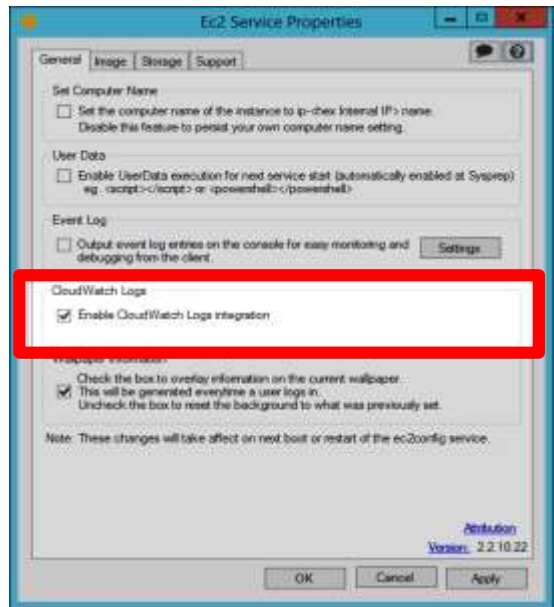 Ec2 Service Properties
General Image Storage Support
Set Computer Name
Set the computer name of the instance to ip-<hex Internal IP> name.
Disable this feature to persist your own computer name setting.
User Data
Enable UserData execution for next service start (automatically enabled at Sysprep)
eg. <script></script> or <powershell></powershell>
Event Log
Output event log entries on the console for easy monitoring and
debugging from the client.
Settings
CloudWatch Logs
Enable CloudWatch Logs integration
Wallpaper Information
Check the box to overlay information on the current wallpaper.
This will be generated everytime a user logs in.
Uncheck the box to reset the background to what was previously set.
Note: These changes will take affect on next boot or restart of the ec2config service.
Attribution
Version: 2.2.10.22
OK Cancel Apply